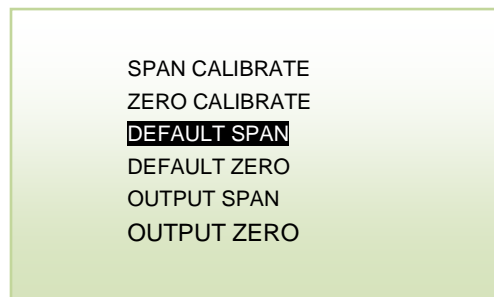 SPAN CALIBRATE
ZERO CALIBRATE
DEFAULT SPAN
DEFAULT ZERO
OUTPUT SPAN
OUTPUT ZERO